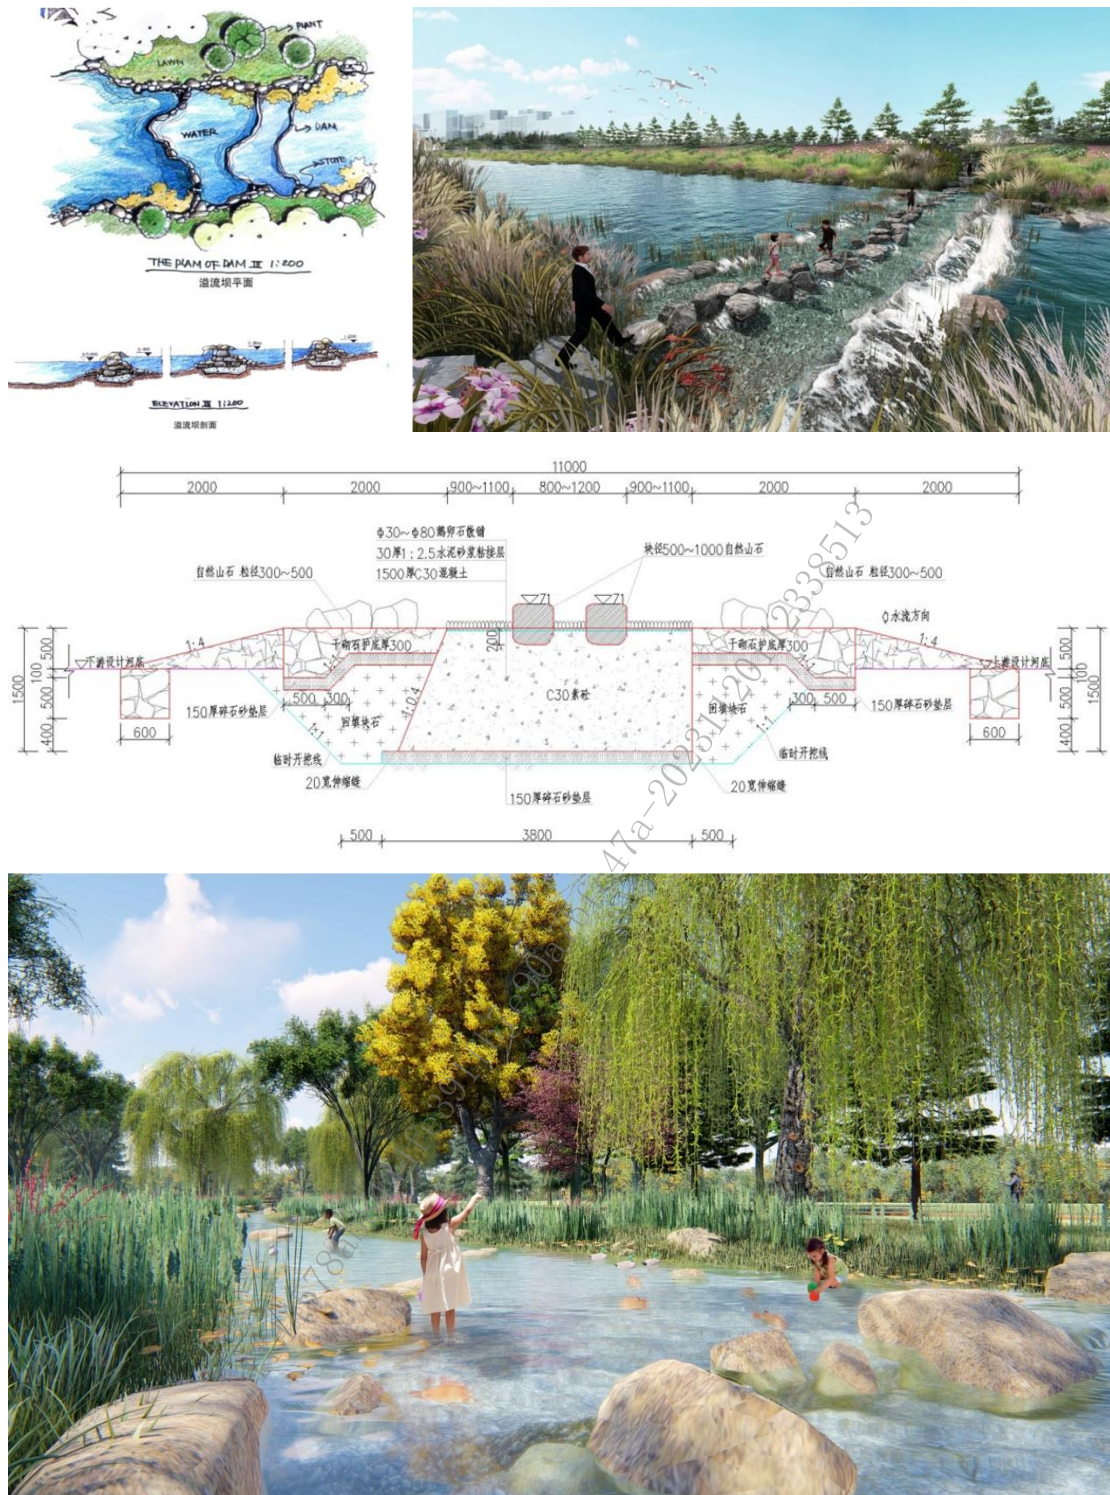 PLANT
LAWN
WATER
DAM
STONE
THE PLAM OF DAM III 1:200
溢流坝平面
ELEVATION III 1:200
溢流坝剖面
11000
2000 2000 900~1100 800~1200 900~1100 2000 2000
Φ30~Φ80鹅卵石散铺
30厚1:2.5水泥砂浆粘接层
1500厚C30混凝土
块径500~1000自然山石
自然山石 粒径300~500
自然山石 粒径300~500
71 71
水流方向
1:4 1:4
干砌石护底厚300
干砌石护底厚300
200
下游设计河底
上游设计河底
1500 500 100 500 400
500 100 500 400 1500
1:1
1:1
500 300
300 500
C30素砼
1:0.4
150厚碎石砂垫层
150厚碎石砂垫层
回填块石
回填块石
600
600
1:1
1:1
临时开挖线
临时开挖线
20宽伸缩缝
20宽伸缩缝
150厚碎石砂垫层
500 3800 500